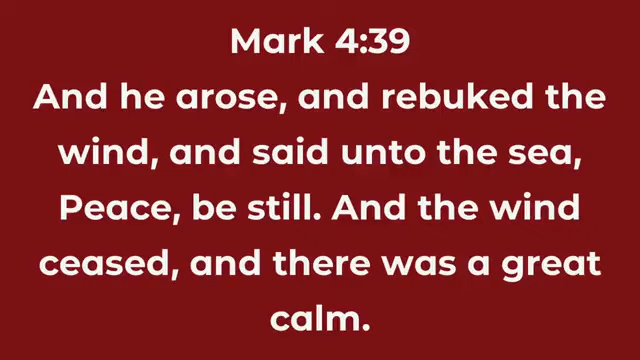 Mark 4:39
And he arose, and rebuked the
wind, and said unto the sea,
Peace, be still. And the wind
ceased, and there was a great
calm.